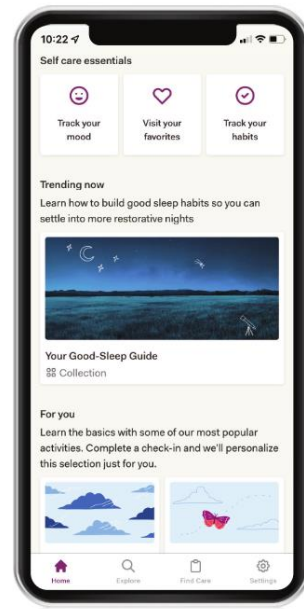 10:22
Self care essentials
Track your
mood
Visit your
favorites
Track your
habits
Trending now
Learn how to build good sleep habits so you can
settle into more restorative nights
Your Good-Sleep Guide
Collection
For you
Learn the basics with some of our most popular
activities. Complete a check-in and we'll personalize
this selection just for you.
Home
Explore
Find Care
Settings